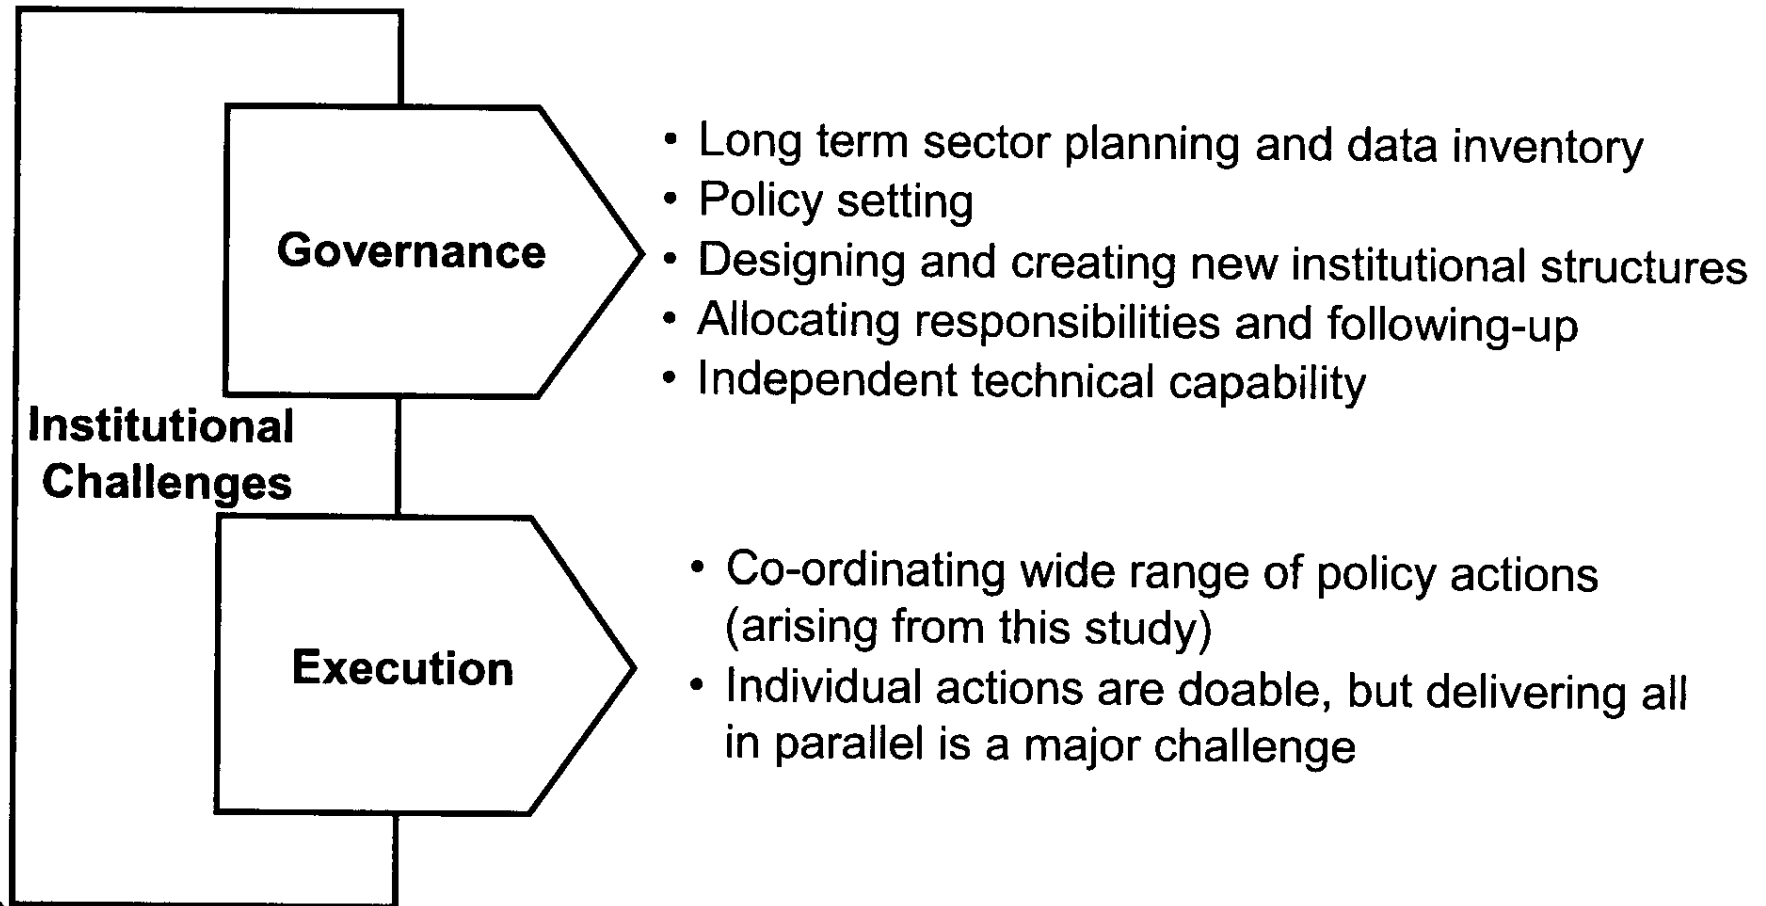 Institutional
Challenges
Governance
• Long term sector planning and data inventory
• Policy setting
• Designing and creating new institutional structures
• Allocating responsibilities and following-up
• Independent technical capability
Execution
• Co-ordinating wide range of policy actions
(arising from this study)
• Individual actions are doable, but delivering all
in parallel is a major challenge